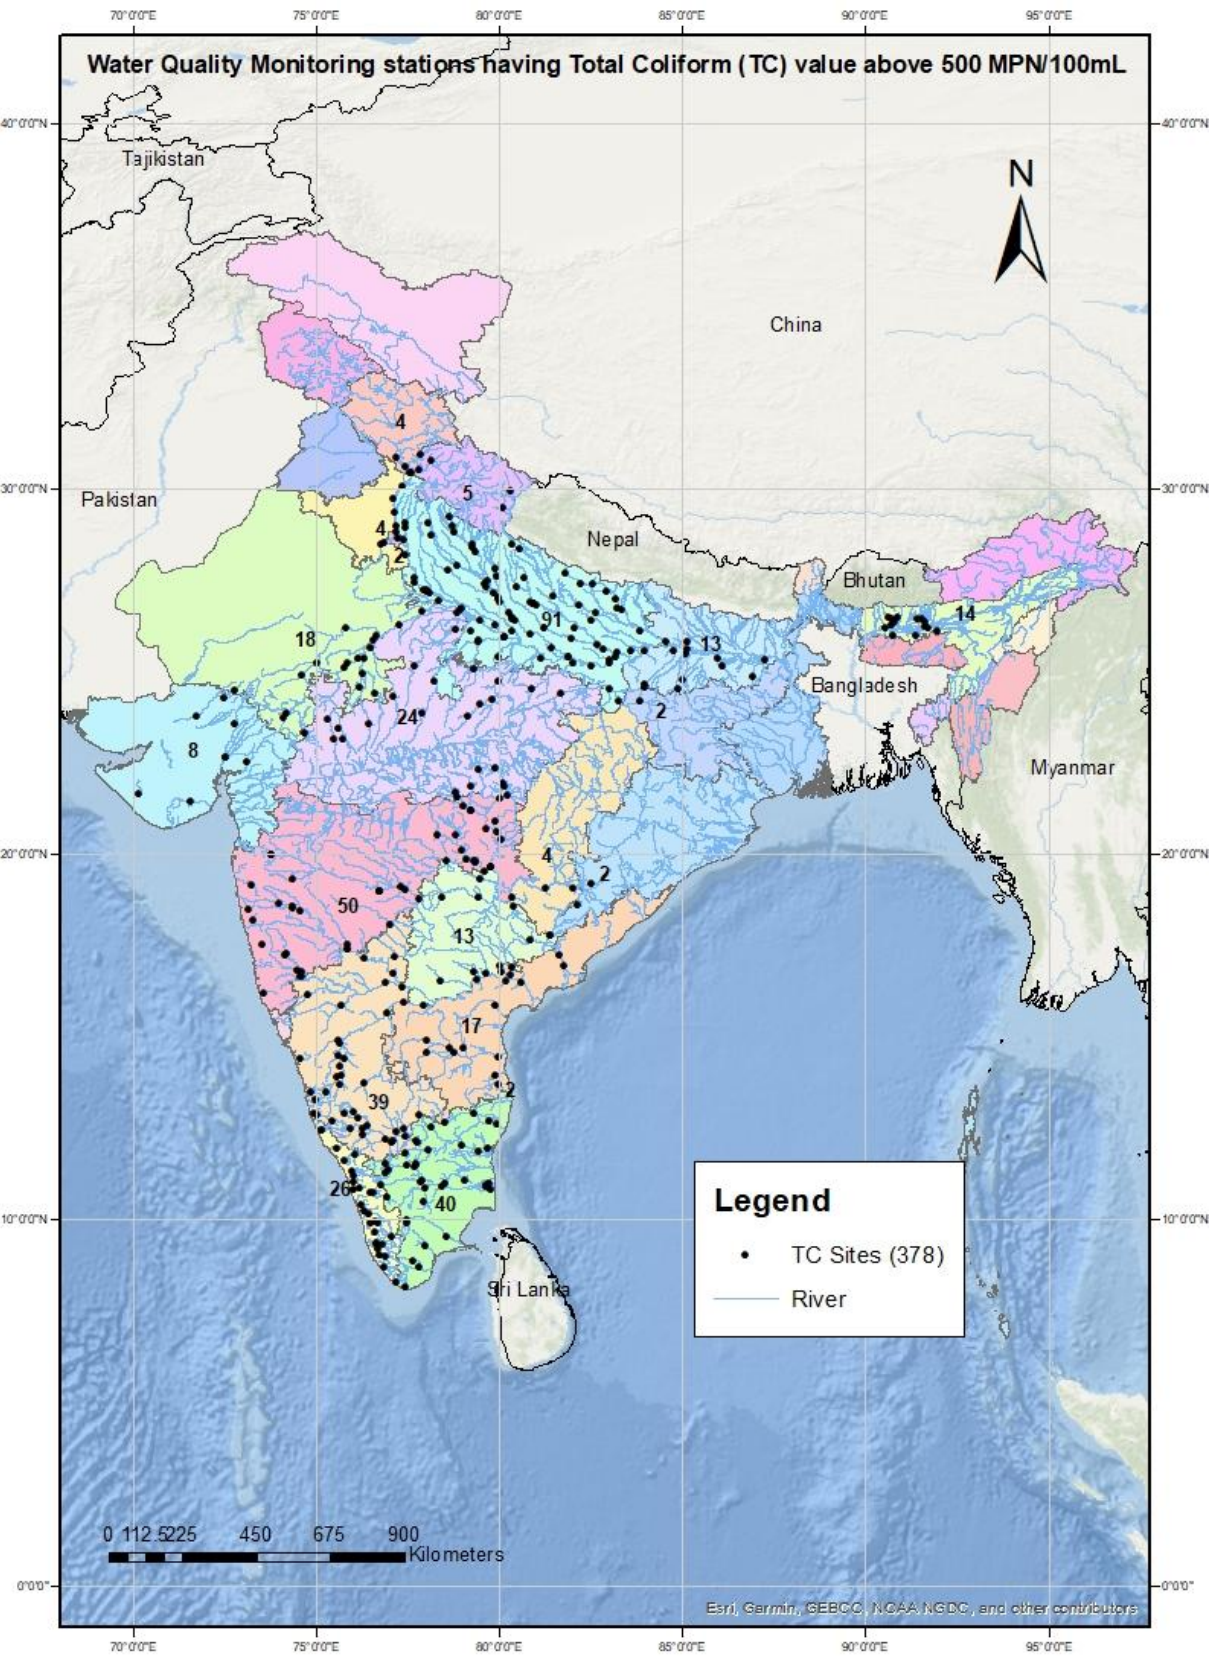 70°0'0"E 75°0'0"E 80°0'0"E 85°0'0"E 90°0'0"E 95°0'0"E
Water Quality Monitoring stations having Total Coliform (TC) value above 500 MPN/100mL
40°0'0"N 40°0'0"N
Tajikistan
N
China
4
Pakistan
30°0'0"N 30°0'0"N
5
4
2
Nepal
Bhutan
14
91
18
13
Bangladesh
2
24
8
Myanmar
20°0'0"N 20°0'0"N
4
2
50
13
17
2
39
26
40
10°0'0"N 10°0'0"N
Sri Lanka
Legend
TC Sites (378)
River
0 112.5225 450 675 900
Kilometers
0°0'0" 0°0'0"
Esri, Garmin, GEBCO, NOAA NGDC, and other contributors
70°0'0"E 75°0'0"E 80°0'0"E 85°0'0"E 90°0'0"E 95°0'0"E